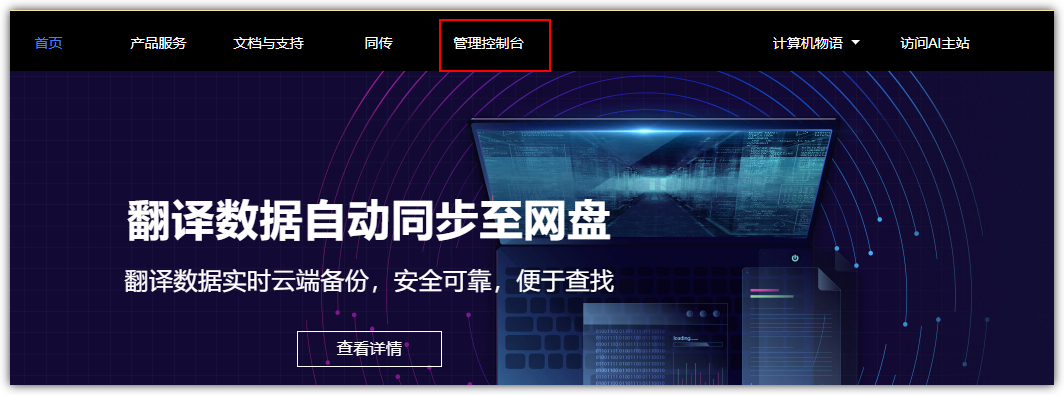 首页 产品服务 文档与支持 同传 管理控制台 计算机物语 访问AI主站
翻译数据自动同步至网盘
翻译数据实时云端备份，安全可靠，便于查找
查看详情
loading......